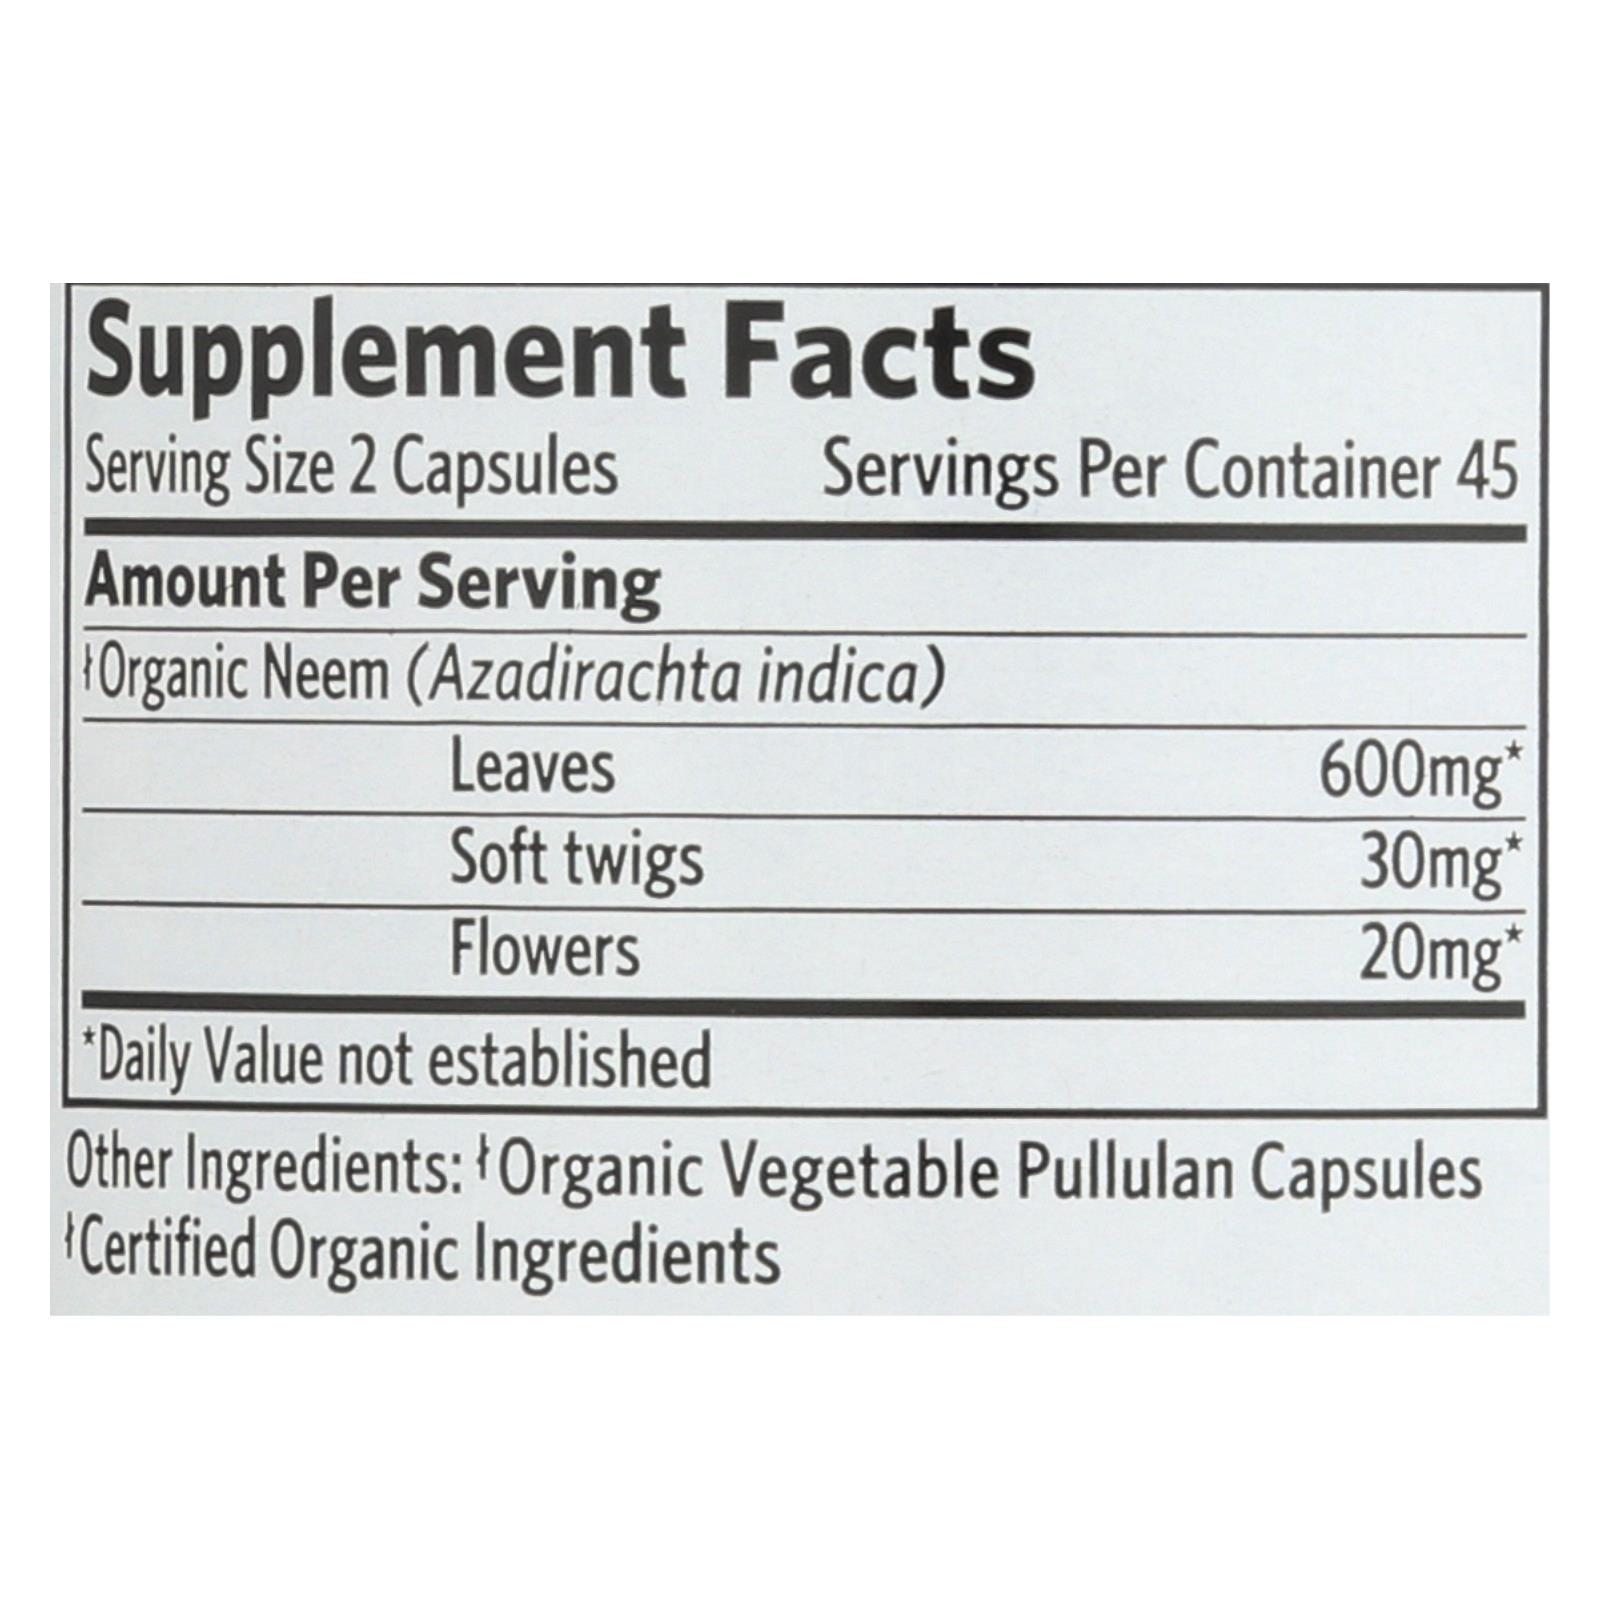 Supplement Facts
Serving Size 2 Capsules Servings Per Container 45
Amount Per Serving
ƚOrganic Neem (Azadirachta indica)
Leaves 600mg*
Soft twigs 30mg*
Flowers 20mg*
*Daily Value not established
Other Ingredients: ƚOrganic Vegetable Pullulan Capsules
ƚCertified Organic Ingredients